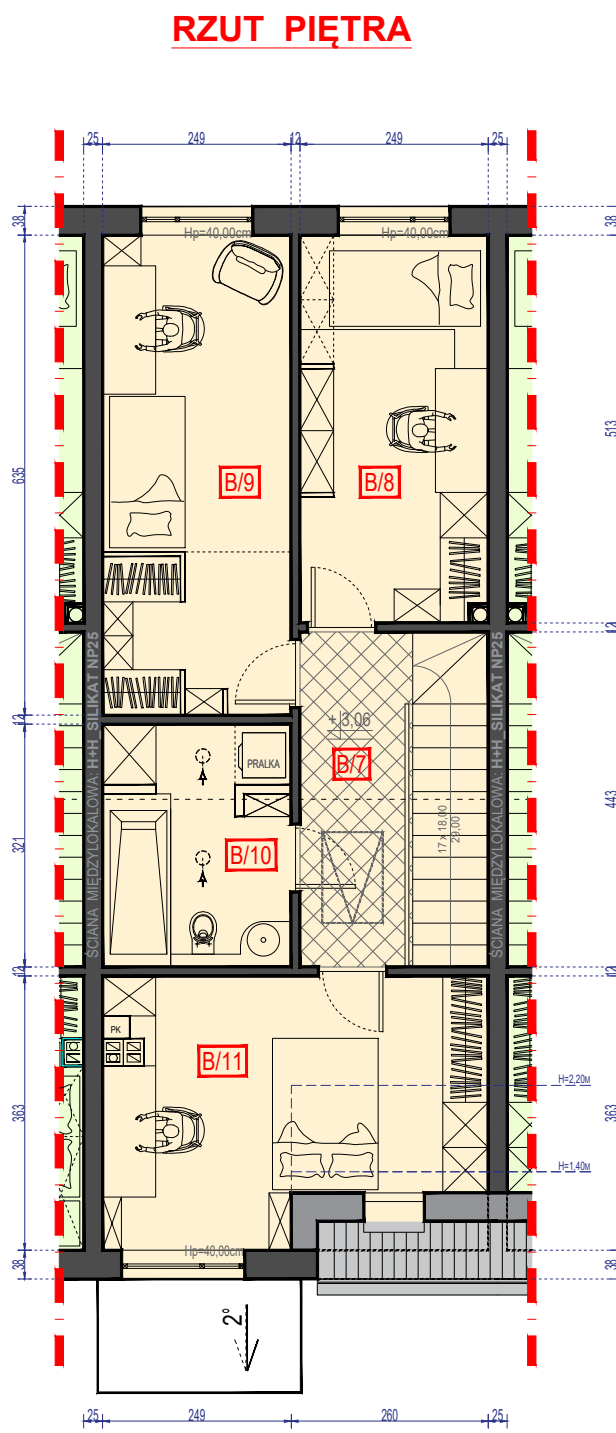 RZUT PIĘTRA
25
249
12
249
25
38
38
Hp=40,00cm
Hp=40,00cm
635
513
B/9
B/8
12
12
+ 3,06
B/7
PRALKA
321
443
17 x 18,00
29,00
B/10
ŚCIANA MIĘDZYLOKALOWA: H+H SILIKAT NP25
ŚCIANA MIĘDZYLOKALOWA: H+H SILIKAT NP25
12
12
PK
B/11
363
363
H=2,20M
H=1,40M
Hp=40,00cm
38
38
2°
25
249
260
25